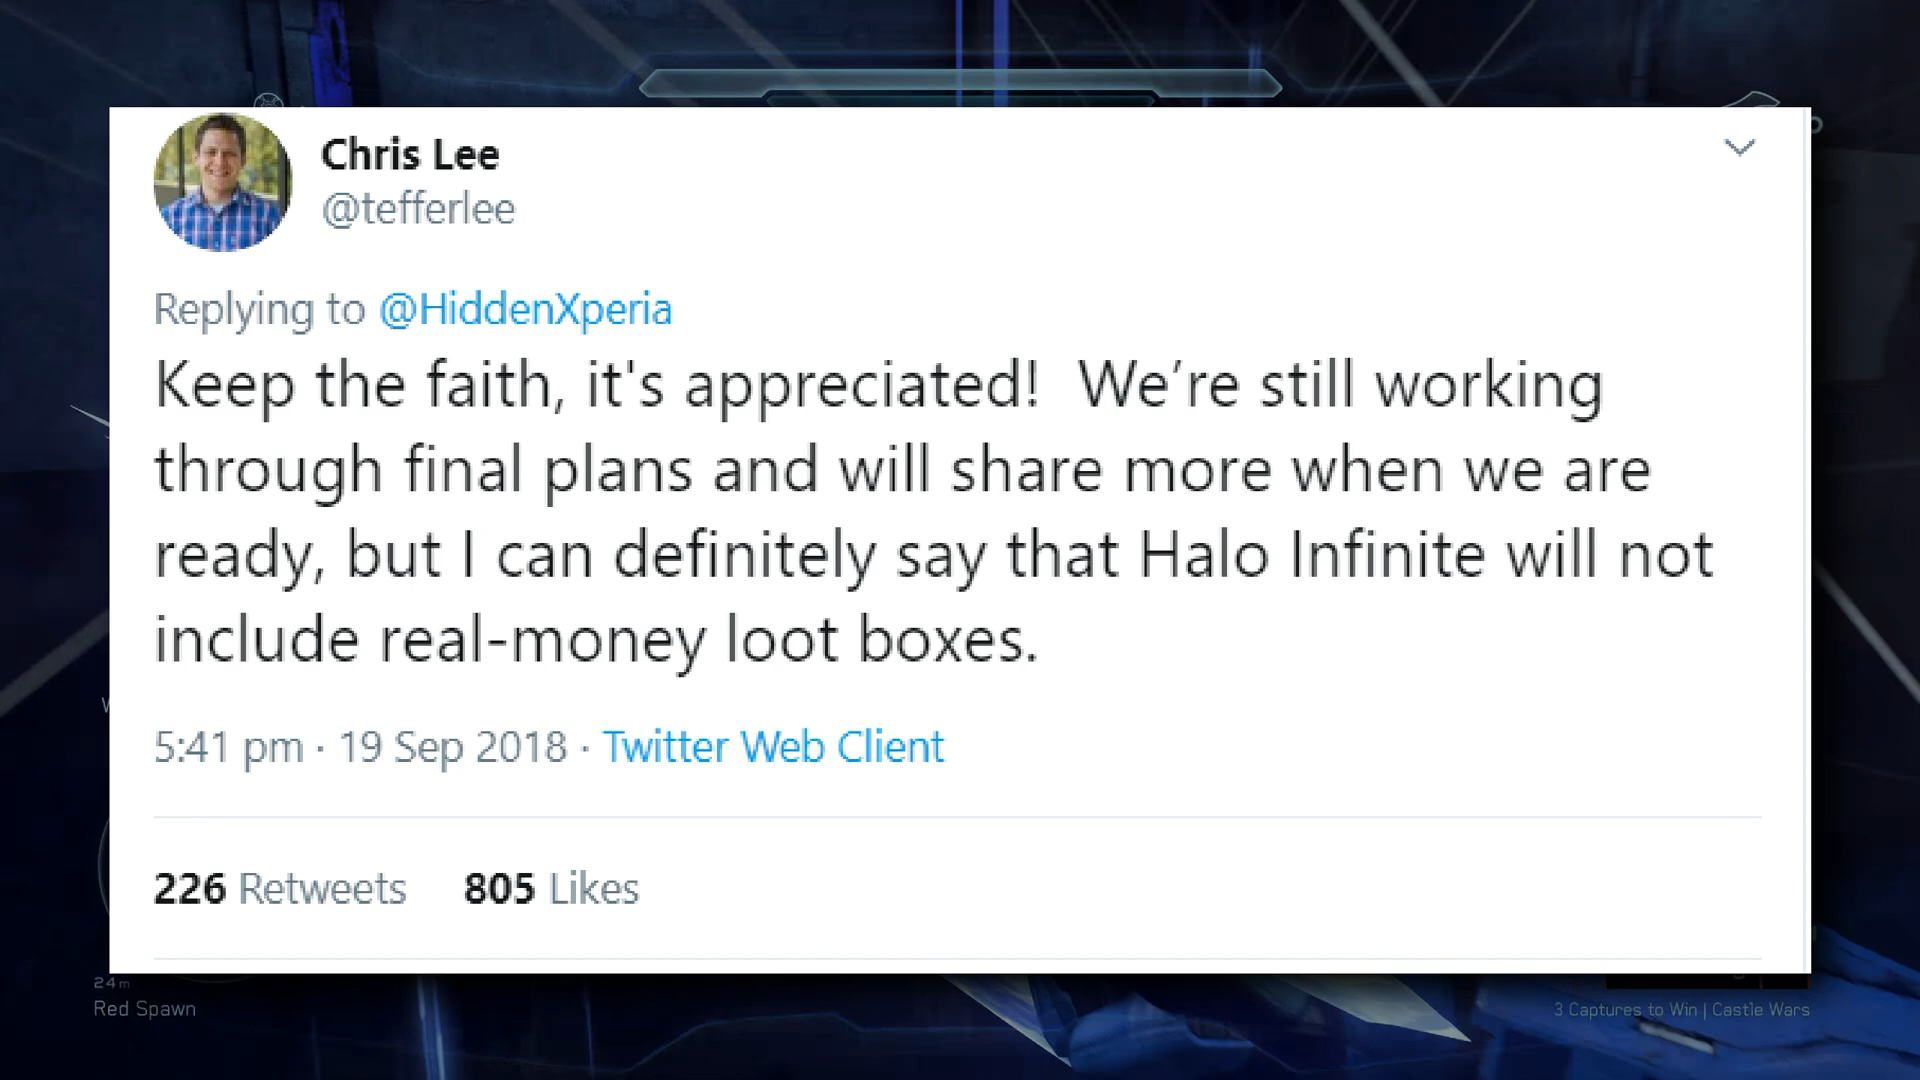 Chris Lee
@tefferlee
Replying to @HiddenXperia
Keep the faith, it's appreciated!  We’re still working
through final plans and will share more when we are
ready, but I can definitely say that Halo Infinite will not
include real-money loot boxes.
5:41 pm · 19 Sep 2018 · Twitter Web Client
226 Retweets 805 Likes
24m
Red Spawn
3 Captures to Win | Castle Wars